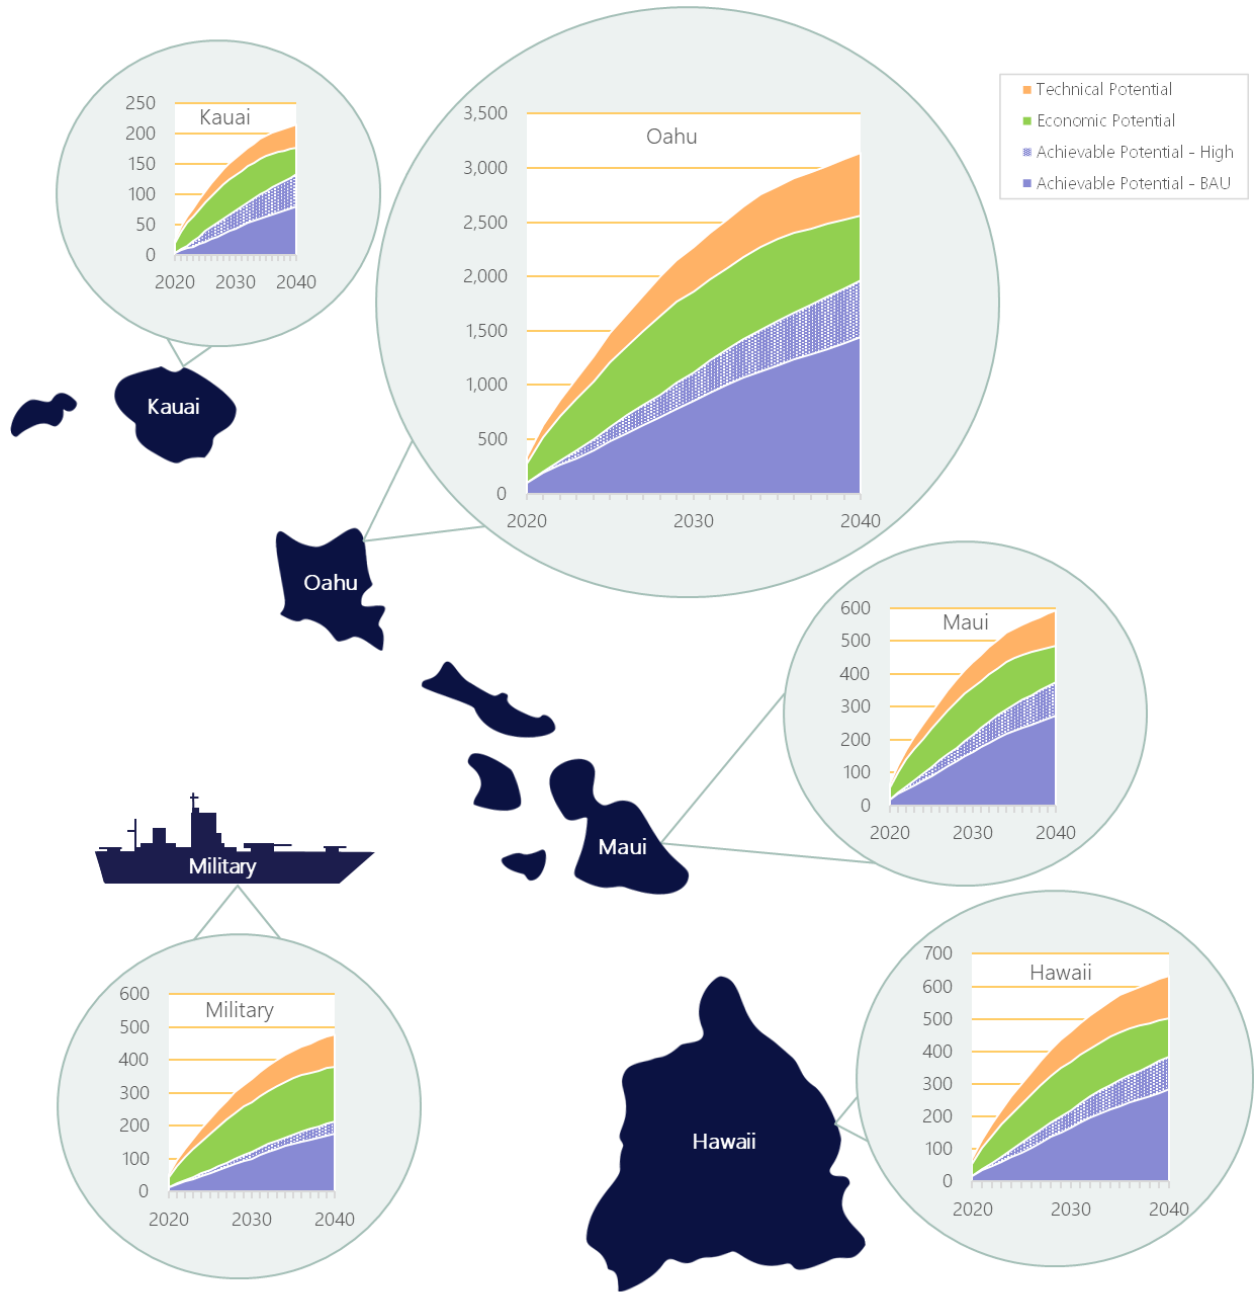 Technical Potential
Economic Potential
Achievable Potential - High
Achievable Potential - BAU
Kauai
250
200
150
100
50
0
2020 2030 2040
Oahu
3,500
3,000
2,500
2,000
1,500
1,000
500
0
2020 2030 2040
Kauai
Oahu
Maui
600
500
400
300
200
100
0
2020 2030 2040
Maui
Military
Military
600
500
400
300
200
100
0
2020 2030 2040
Hawaii
700
600
500
400
300
200
100
0
2020 2030 2040
Hawaii